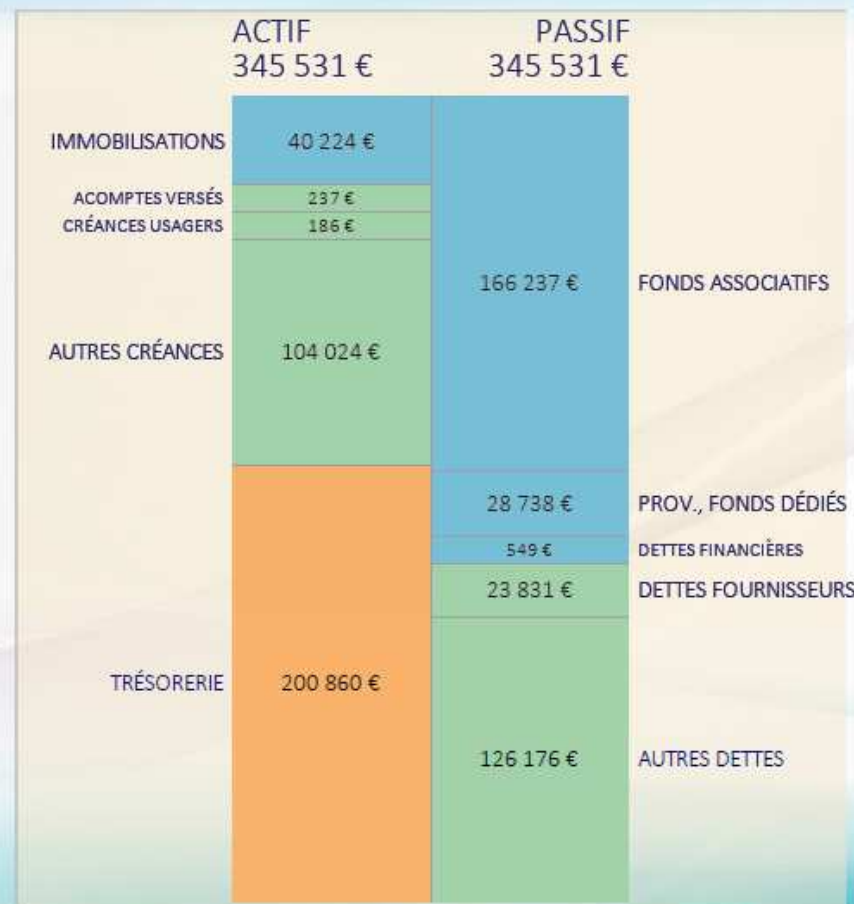 ACTIF
345 531 €
PASSIF
345 531 €
IMMOBILISATIONS 40 224 €
ACOMPTES VERSÉS 237 €
CRÉANCES USAGERS 186 €
166 237 € FONDS ASSOCIATIFS
AUTRES CRÉANCES 104 024 €
28 738 € PROV., FONDS DÉDIÉS
549 € DETTES FINANCIÈRES
23 831 € DETTES FOURNISSEURS
TRÉSORERIE 200 860 €
126 176 € AUTRES DETTES